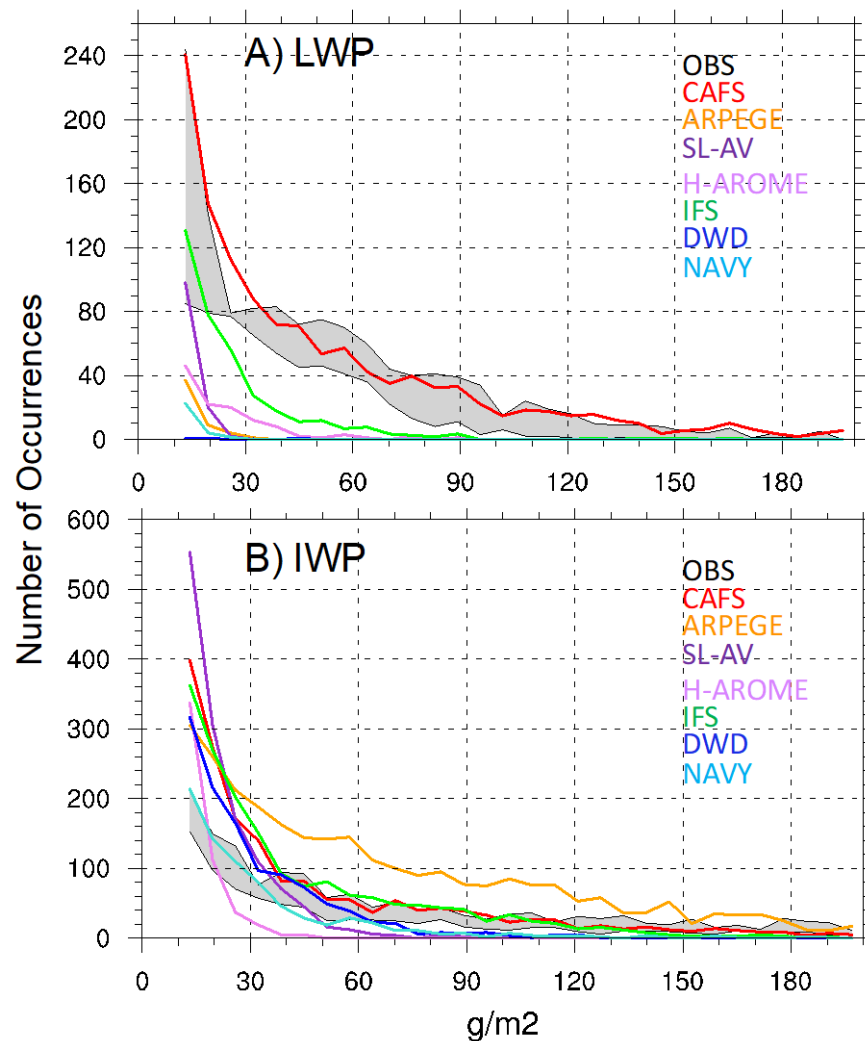 A) LWP
OBS
CAFS
ARPEGE
SL-AV
H-AROME
IFS
DWD
NAVY
240
200
160
120
80
40
0
0 30 60 90 120 150 180
Number of Occurrences
B) IWP
OBS
CAFS
ARPEGE
SL-AV
H-AROME
IFS
DWD
NAVY
600
500
400
300
200
100
0
0 30 60 90 120 150 180
g/m2